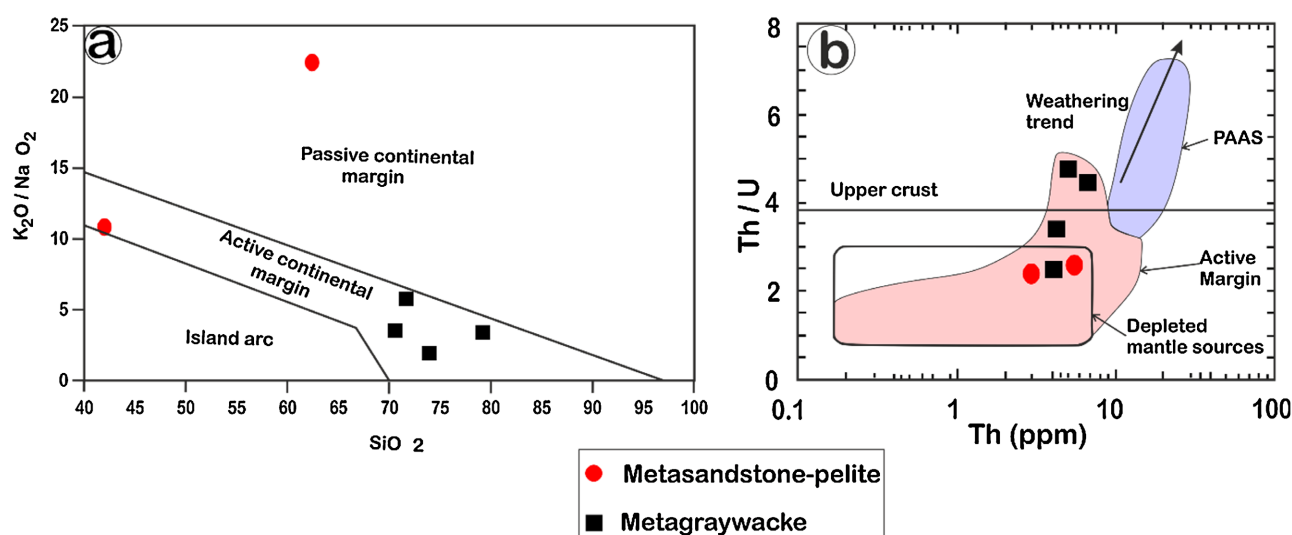 a
25
20
15
10
5
0
K2O / Na O2
Passive continental
margin
Active continental
margin
Island arc
40 45 50 55 60 65 70 75 80 85 90 95 100
SiO 2
b
8
6
4
2
0
Th / U
Weathering
trend
PAAS
Upper crust
Active
Margin
Depleted
mantle sources
0.1 1 10 100
Th (ppm)
Metasandstone-pelite
Metagraywacke